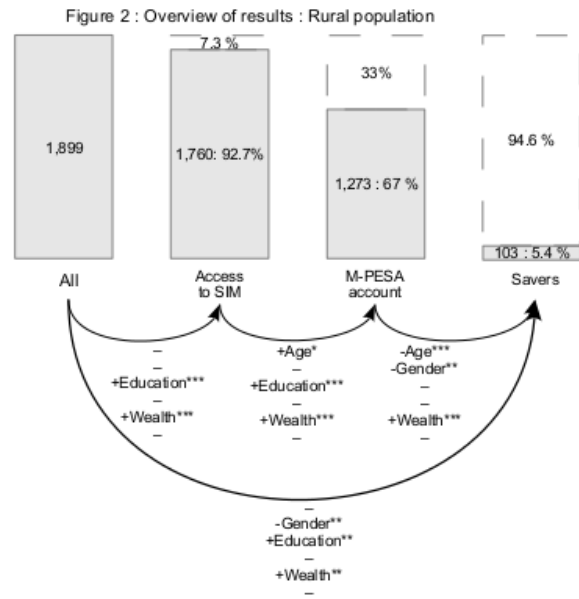 Figure 2 : Overview of results : Rural population
7.3 %
33%
94.6 %
1,899
1,760: 92.7%
1,273 : 67 %
103 : 5.4 %
All
Access
to SIM
M-PESA
account
Savers
–
–
+Education***
–
+Wealth***
–
+Age*
–
+Education***
–
+Wealth***
–
-Age***
-Gender**
–
–
+Wealth***
–
–
-Gender**
+Education**
–
+Wealth**
–